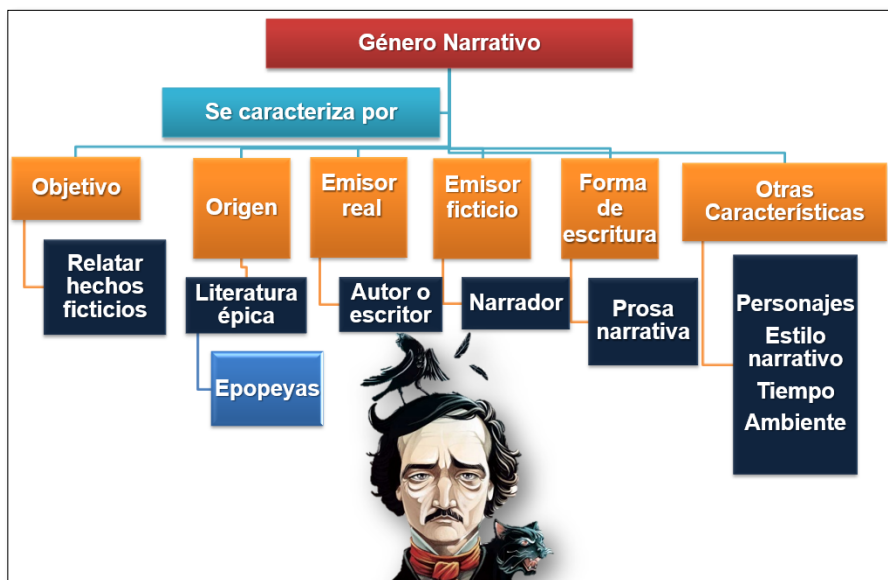 Género Narrativo
Se caracteriza por
Objetivo
Relatar
hechos
ficticios
Origen
Literatura
épica
Epopeyas
Emisor
real
Autor o
escritor
Emisor
ficticio
Narrador
Forma
de
escritura
Prosa
narrativa
Otras
Características
Personajes
Estilo
narrativo
Tiempo
Ambiente